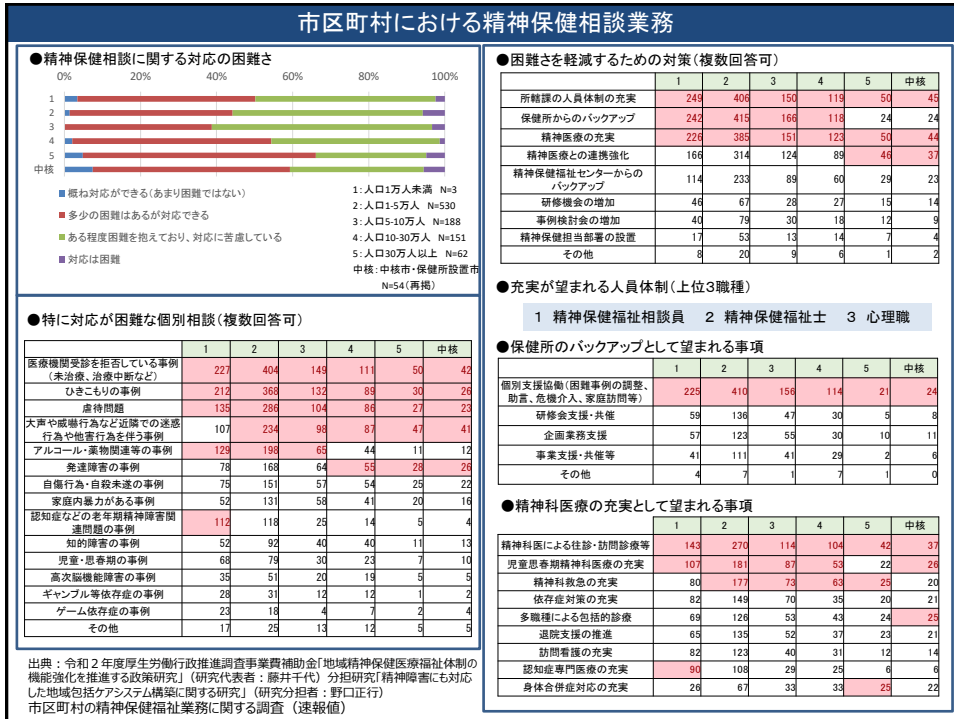 市区町村における精神保健相談業務
●精神保健相談に関する対応の困難さ
0% 20% 40% 60% 80% 100%
1
2
3
4
5
中核
概ね対応ができる(あまり困難ではない)
多少の困難はあるが対応できる
ある程度困難を抱えており、対応に苦慮している
対応は困難
1:人口1万人未満 N=3
2:人口1-5万人 N=530
3:人口5-10万人 N=188
4:人口10-30万人 N=151
5:人口30万人以上 N=62
中核:中核市・保健所設置市
N=54(再掲)
●特に対応が困難な個別相談(複数回答可)
1 2 3 4 5 中核
医療機関受診を拒否している事例
(未治療、治療中断など) 227 404 149 111 50 42
ひきこもりの事例 212 368 132 89 30 26
虐待問題 135 286 104 86 27 23
大声や威嚇行為など近隣での迷惑
行為や他害行為を伴う事例 107 234 98 87 47 41
アルコール・薬物関連等の事例 129 198 65 44 11 12
発達障害の事例 78 168 64 55 28 26
自傷行為・自殺未遂の事例 75 151 57 54 25 22
家庭内暴力がある事例 52 131 58 41 20 16
認知症などの老年期精神障害関
連問題の事例 112 118 25 14 5 4
知的障害の事例 52 92 40 40 11 13
児童・思春期の事例 68 79 30 23 7 10
高次脳機能障害の事例 35 51 20 19 5 5
ギャンブル等依存症の事例 28 31 12 12 1 2
ゲーム依存症の事例 23 18 4 7 2 4
その他 17 25 13 12 5 5
出典:令和2年度厚生労働行政推進調査事業費補助金「地域精神保健医療福祉体制の
機能強化を推進する政策研究」(研究代表者:藤井千代)分担研究「精神障害にも対応
した地域包括ケアシステム構築に関する研究」(研究分担者:野口正行)
市区町村の精神保健福祉業務に関する調査(速報値)
●困難さを軽減するための対策(複数回答可)
1 2 3 4 5 中核
所轄課の人員体制の充実 249 406 150 119 50 45
保健所からのバックアップ 242 415 166 118 24 24
精神医療の充実 226 385 151 123 50 44
精神医療との連携強化 166 314 124 89 46 37
精神保健福祉センターからの
バックアップ 114 233 89 60 29 23
研修機会の増加 46 67 28 27 15 14
事例検討会の増加 40 79 30 18 12 9
精神保健担当部署の設置 17 53 13 14 7 4
その他 8 20 9 6 1 2
●充実が望まれる人員体制(上位3職種)
1 精神保健福祉相談員 2 精神保健福祉士 3 心理職
●保健所のバックアップとして望まれる事項
1 2 3 4 5 中核
個別支援協働(困難事例の調整、
助言、危機介入、家庭訪問等) 225 410 156 114 21 24
研修会支援・共催 59 136 47 30 5 8
企画業務支援 57 123 55 30 10 11
事業支援・共催等 41 111 41 29 2 6
その他 4 7 1 7 1 0
●精神科医療の充実として望まれる事項
1 2 3 4 5 中核
精神科医による往診・訪問診療等 143 270 114 104 42 37
児童思春期精神科医療の充実 107 181 87 53 22 26
精神科救急の充実 80 177 73 63 25 20
依存症対策の充実 82 149 70 35 20 21
多職種による包括的診療 69 126 53 43 24 25
退院支援の推進 65 135 52 37 23 21
訪問看護の充実 82 123 40 31 12 14
認知症専門医療の充実 90 108 29 25 6 6
身体合併症対応の充実 26 67 33 33 25 22